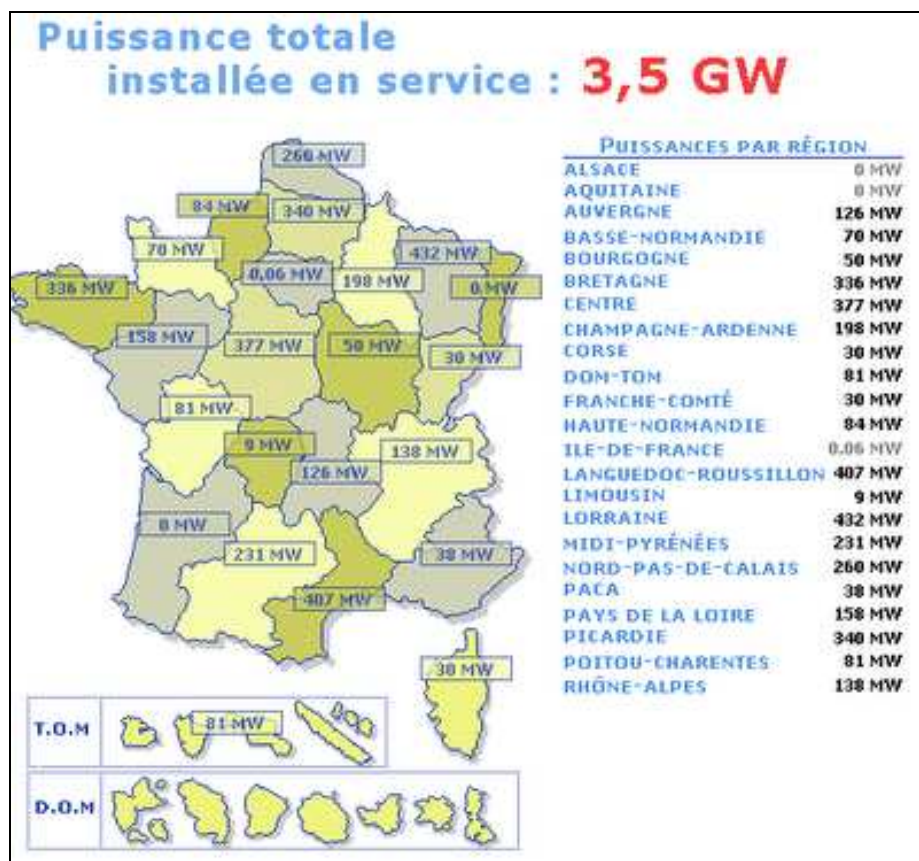 Puissance totale
installée en service : 3,5 GW
PUISSANCES PAR RÉGION
ALSACE 0 MW
AQUITAINE 0 MW
AUVERGNE 126 MW
BASSE-NORMANDIE 70 MW
BOURGOGNE 50 MW
BRETAGNE 336 MW
CENTRE 377 MW
CHAMPAGNE-ARDENNE 198 MW
CORSE 30 MW
DOM-TOM 81 MW
FRANCHE-COMTÉ 30 MW
HAUTE-NORMANDIE 84 MW
ILE-DE-FRANCE 0.06 MW
LANGUEDOC-ROUSSILLON 407 MW
LIMOUSIN 9 MW
LORRAINE 432 MW
MIDI-PYRÉNÉES 231 MW
NORD-PAS-DE-CALAIS 260 MW
PACA 38 MW
PAYS DE LA LOIRE 158 MW
PICARDIE 340 MW
POITOU-CHARENTES 81 MW
RHÔNE-ALPES 138 MW
260 MW
84 MW
340 MW
70 MW
432 MW
0,06 MW
198 MW
336 MW
0 MW
158 MW
377 MW
50 MW
30 MW
81 MW
9 MW
138 MW
126 MW
0 MW
231 MW
38 MW
407 MW
30 MW
T.O.M
81 MW
D.O.M